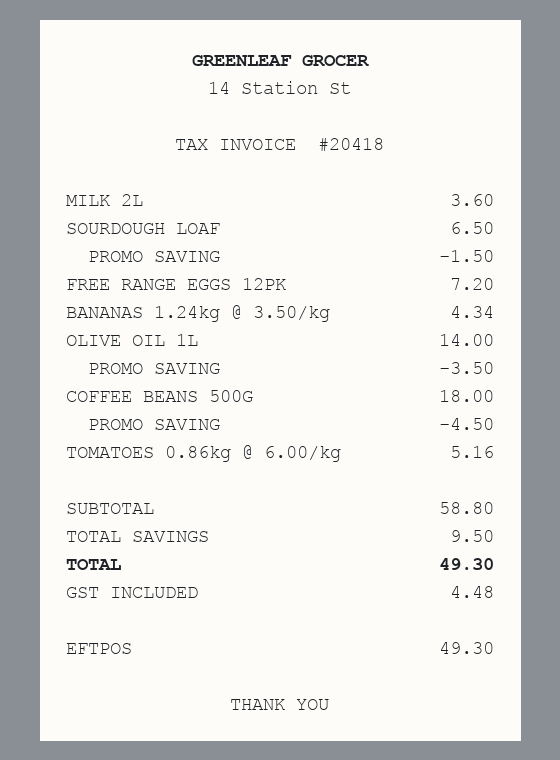 GREENLEAF GROCER
14 Station St
TAX INVOICE #20418
MILK 2L 3.60
SOURDOUGH LOAF 6.50
PROMO SAVING -1.50
FREE RANGE EGGS 12PK 7.20
BANANAS 1.24kg @ 3.50/kg 4.34
OLIVE OIL 1L 14.00
PROMO SAVING -3.50
COFFEE BEANS 500G 18.00
PROMO SAVING -4.50
TOMATOES 0.86kg @ 6.00/kg 5.16
SUBTOTAL 58.80
TOTAL SAVINGS 9.50
TOTAL 49.30
GST INCLUDED 4.48
EFTPOS 49.30
THANK YOU